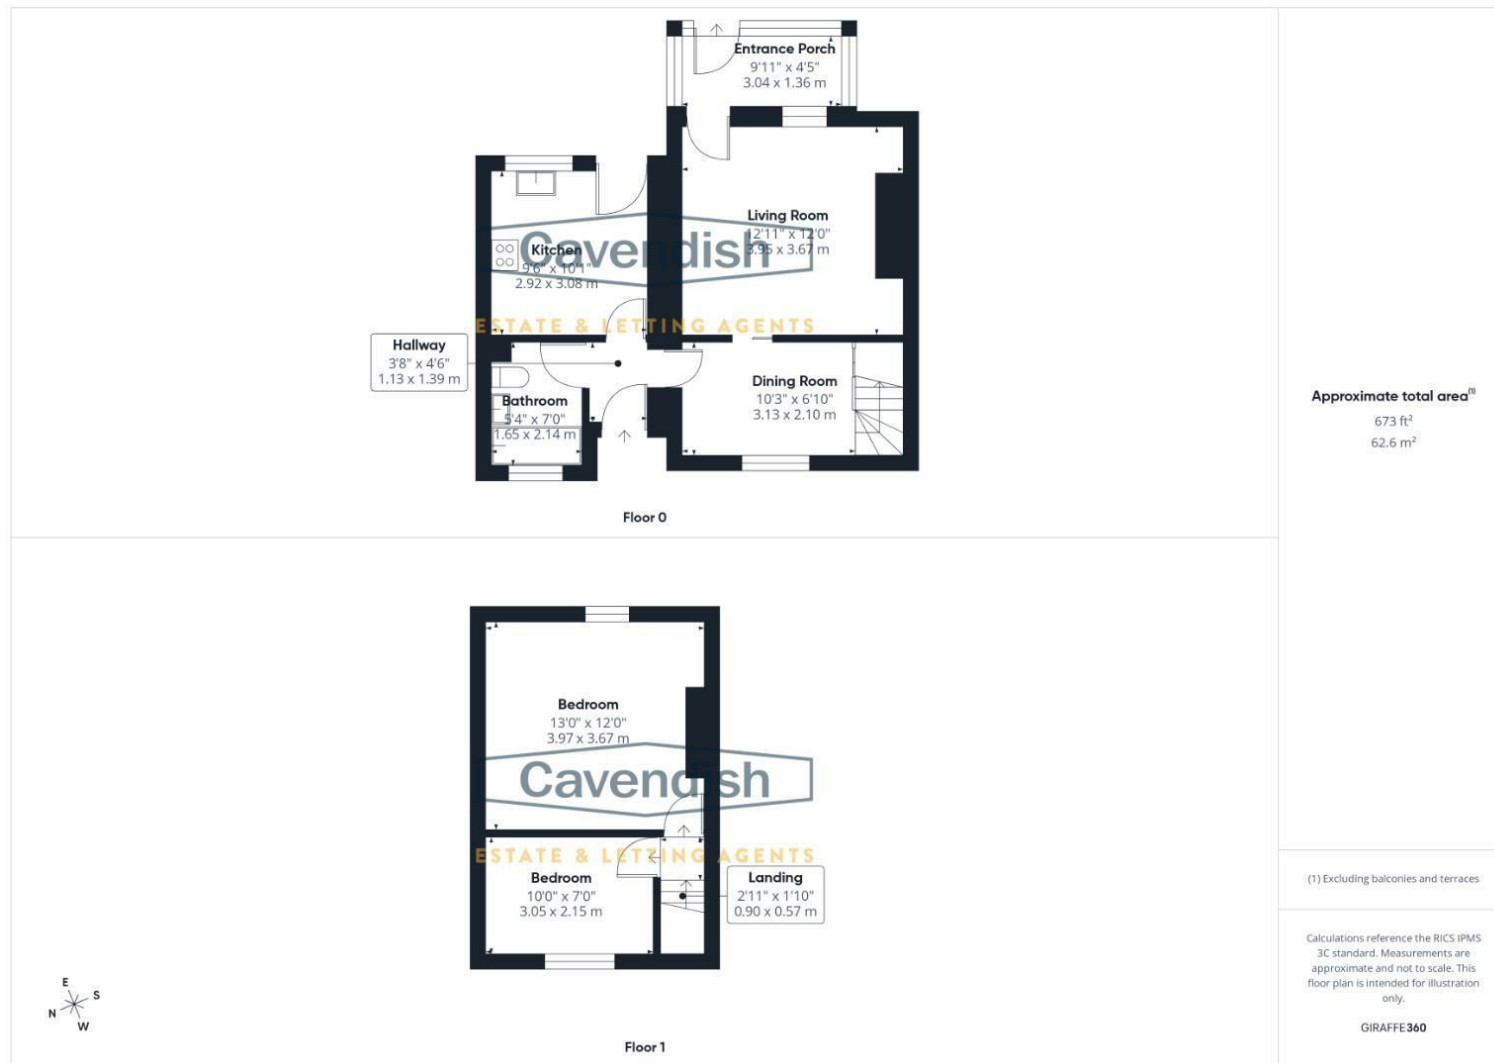 Entrance Porch
9'11" x 4'5"
3.04 x 1.36 m
Living Room
12'11" x 12'0"
3.95 x 3.67 m
Kitchen
9'6" x 10'1"
2.92 x 3.08 m
Cavendish
ESTATE & LETTING AGENTS
Hallway
3'8" x 4'6"
1.13 x 1.39 m
Bathroom
5'4" x 7'0"
1.65 x 2.14 m
Dining Room
10'3" x 6'10"
3.13 x 2.10 m
Floor 0
Approximate total area(1)
673 ft²
62.6 m²
Bedroom
13'0" x 12'0"
3.97 x 3.67 m
Cavendish
ESTATE & LETTING AGENTS
Bedroom
10'0" x 7'0"
3.05 x 2.15 m
Landing
2'11" x 1'10"
0.90 x 0.57 m
E
S
N
W
Floor 1
(1) Excluding balconies and terraces
Calculations reference the RICS IPMS
3C standard. Measurements are
approximate and not to scale. This
floor plan is intended for illustration
only.
GIRAFFE360